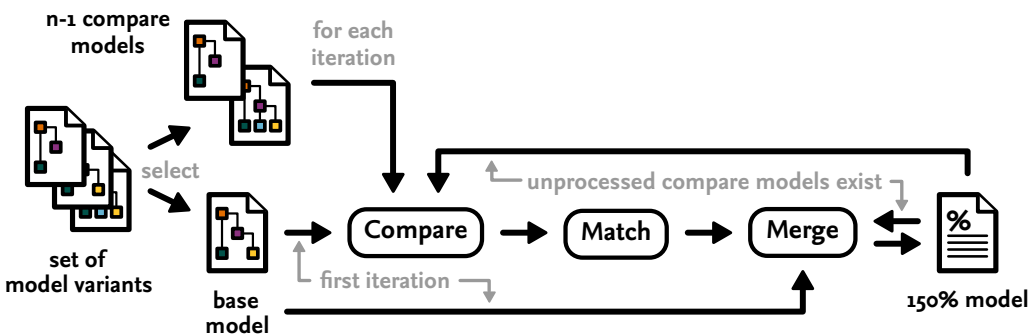 n-1 compare
models
for each
iteration
select
unprocessed compare models exist
Compare
Match
Merge
%
set of
model variants
first iteration
base
model
150% model